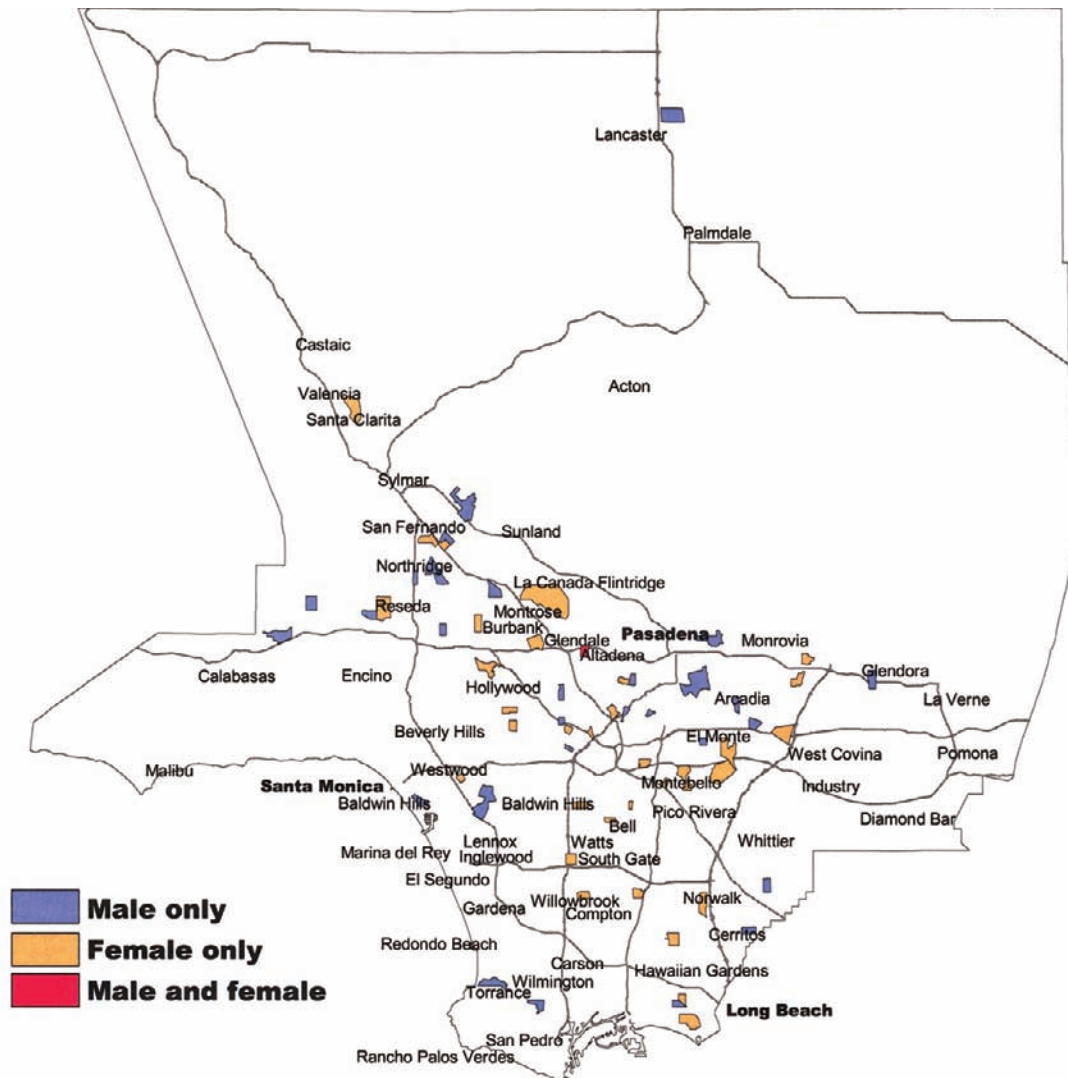 Lancaster
Palmdale
Castaic
Acton
Valencia
Santa Clarita
Sylmar
San Fernando
Sunland
Northridge
La Canada Flintridge
Reseda
Montrose
Burbank
Pasadena
Glendale
Monrovia
Altadena
Calabasas
Encino
Hollywood
Glendora
Arcadia
La Verne
Beverly Hills
El Monte
West Covina
Pomona
Malibu
Westwood
Santa Monica
Montebello
Industry
Baldwin Hills
Baldwin Hills
Pico Rivera
Diamond Bar
Bell
Lennox
Watts
Whittier
Marina del Rey
Inglewood
South Gate
El Segundo
Male only
Gardena
Willowbrook
Compton
Norwalk
Female only
Redondo Beach
Cerritos
Carson
Hawaiian Gardens
Male and female
Torrance
Wilmington
Long Beach
San Pedro
Rancho Palos Verdes